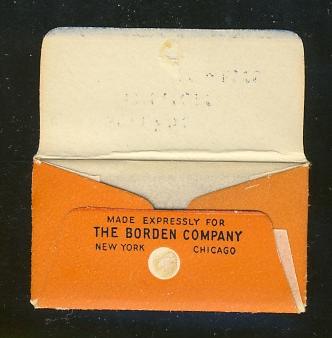 MADE EXPRESSLY FOR
THE BORDEN COMPANY
NEW YORK CHICAGO